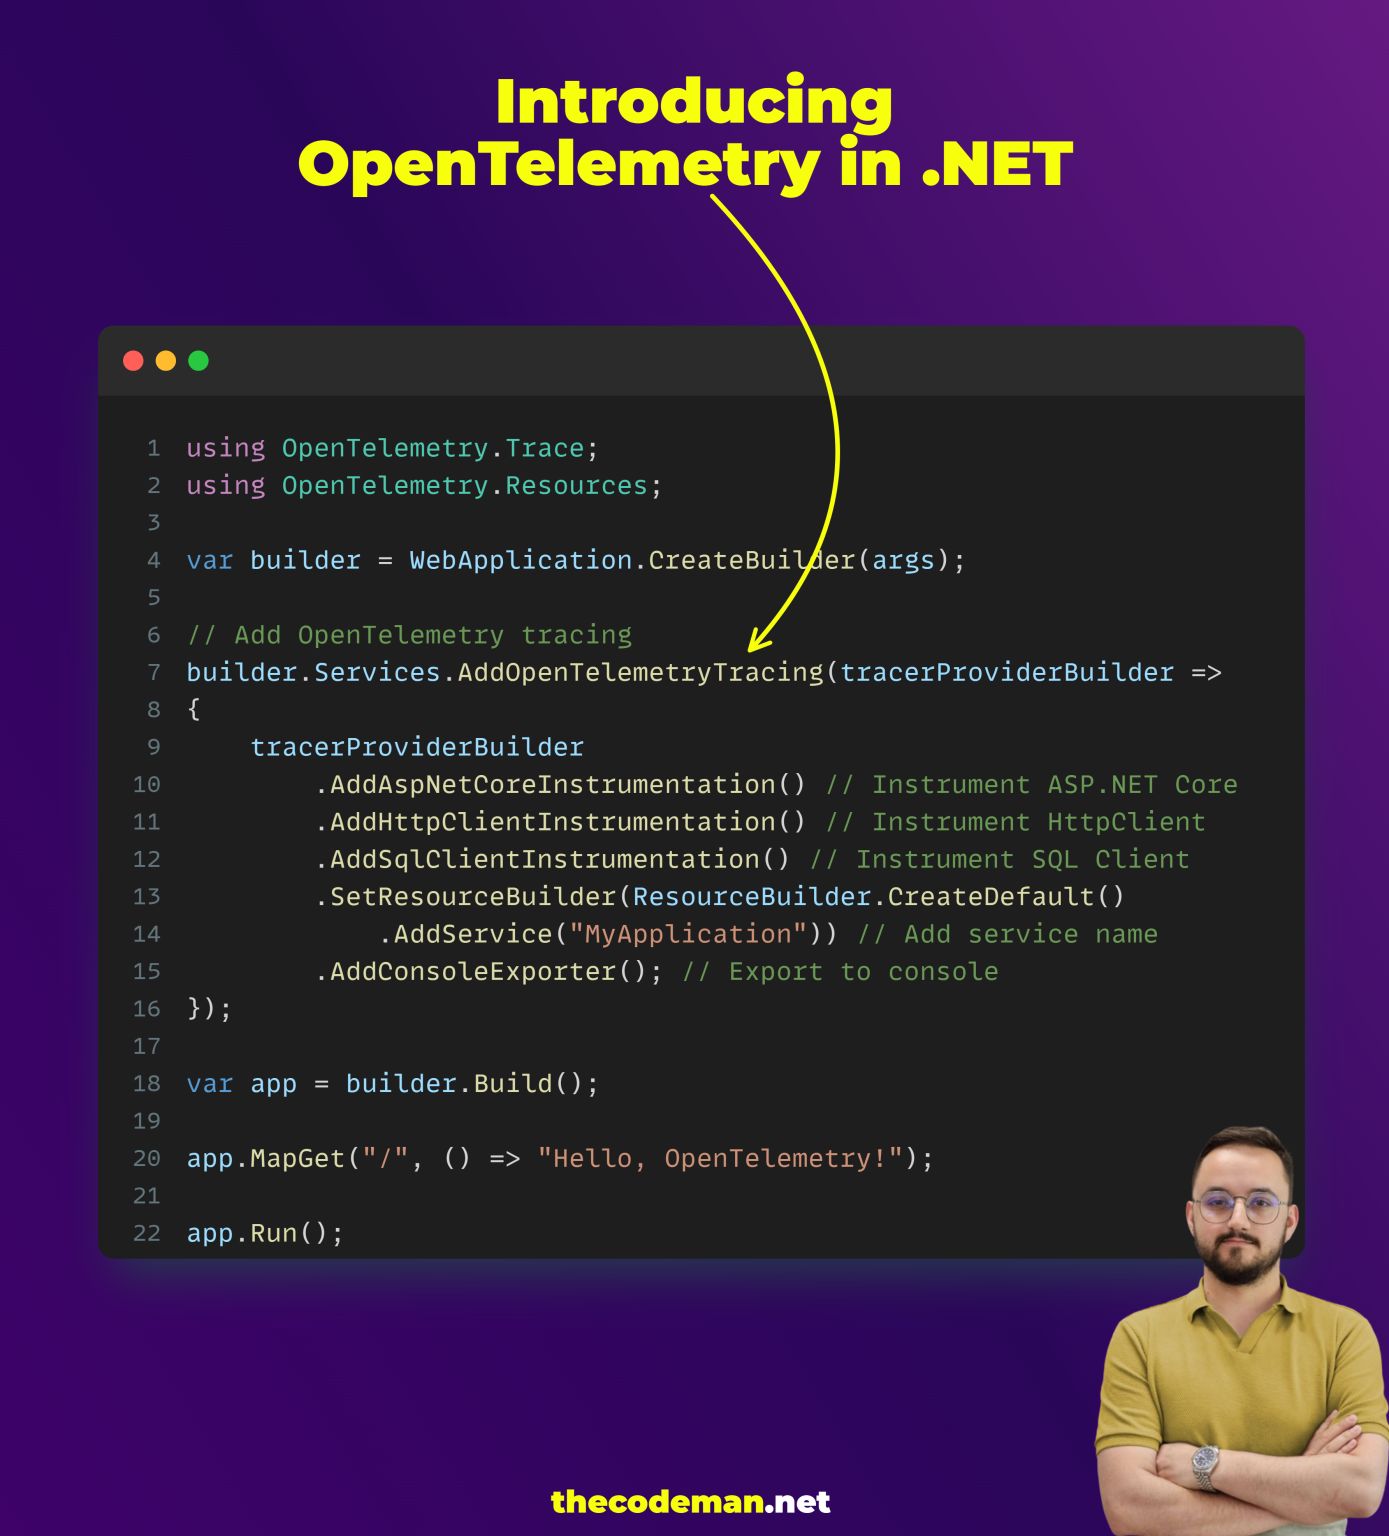 Introducing
OpenTelemetry in .NET
1 using OpenTelemetry.Trace;
2 using OpenTelemetry.Resources;
3
4 var builder = WebApplication.CreateBuilder(args);
5
6 // Add OpenTelemetry tracing
7 builder.Services.AddOpenTelemetryTracing(tracerProviderBuilder =>
8 {
9     tracerProviderBuilder
10         .AddAspNetCoreInstrumentation() // Instrument ASP.NET Core
11         .AddHttpClientInstrumentation() // Instrument HttpClient
12         .AddSqlClientInstrumentation() // Instrument SQL Client
13         .SetResourceBuilder(ResourceBuilder.CreateDefault()
14             .AddService("MyApplication")) // Add service name
15         .AddConsoleExporter(); // Export to console
16 });
17
18 var app = builder.Build();
19
20 app.MapGet("/", () => "Hello, OpenTelemetry!");
21
22 app.Run();
thecodeman.net